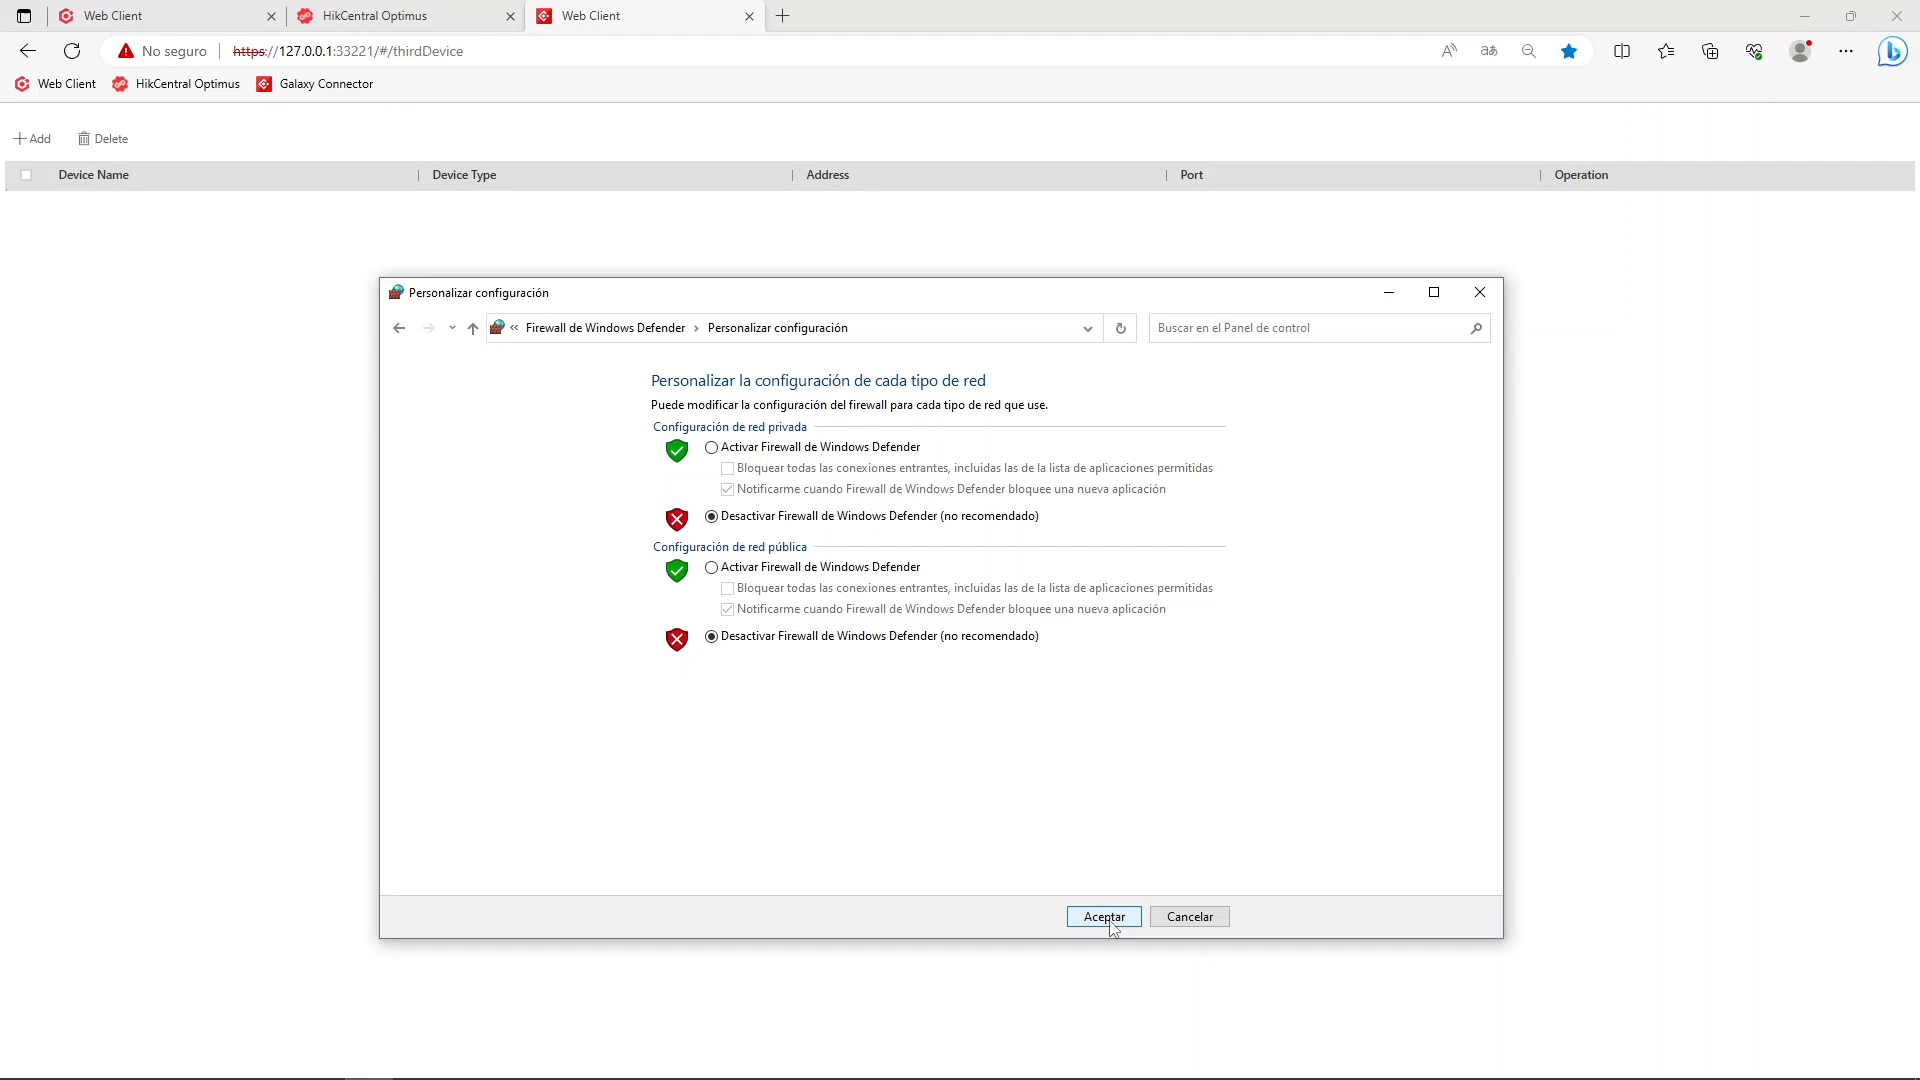 Web Client
HikCentral Optimus
Web Client
No seguro
https://127.0.0.1:33221/#/thirdDevice
Web Client
HikCentral Optimus
Galaxy Connector
Add
Delete
Device Name
Device Type
Address
Port
Operation
Personalizar configuración
« Firewall de Windows Defender › Personalizar configuración
Buscar en el Panel de control
Personalizar la configuración de cada tipo de red
Puede modificar la configuración del firewall para cada tipo de red que use.
Configuración de red privada
Activar Firewall de Windows Defender
Bloquear todas las conexiones entrantes, incluidas las de la lista de aplicaciones permitidas
Notificarme cuando Firewall de Windows Defender bloquee una nueva aplicación
Desactivar Firewall de Windows Defender (no recomendado)
Configuración de red pública
Activar Firewall de Windows Defender
Bloquear todas las conexiones entrantes, incluidas las de la lista de aplicaciones permitidas
Notificarme cuando Firewall de Windows Defender bloquee una nueva aplicación
Desactivar Firewall de Windows Defender (no recomendado)
Aceptar
Cancelar